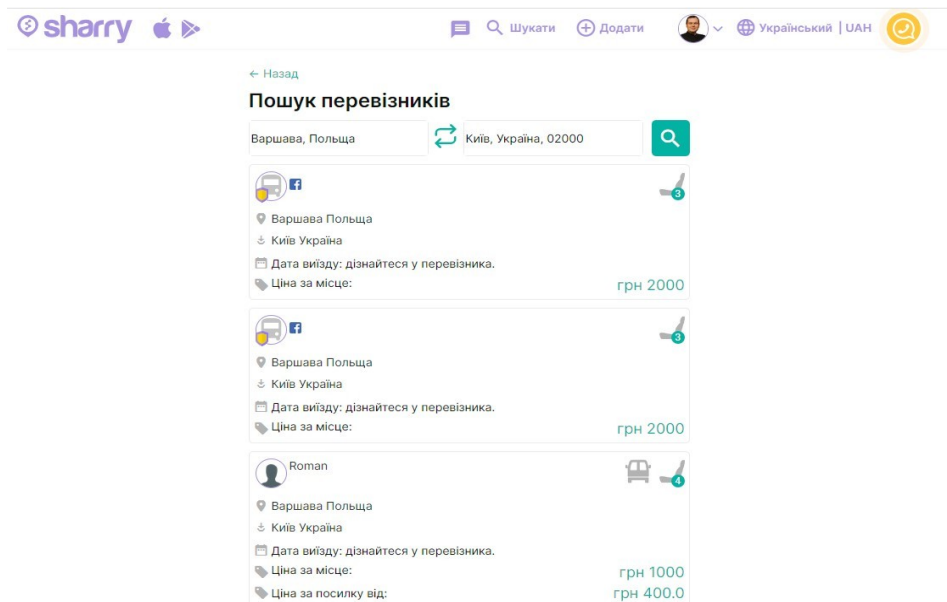 sharry Шукати Додати Український | UAH
← Назад
Пошук перевізників
Варшава, Польща Київ, Україна, 02000
3
Варшава Польща
Київ Україна
Дата виїзду: дізнайтеся у перевізника.
Ціна за місце: грн 2000
3
Варшава Польща
Київ Україна
Дата виїзду: дізнайтеся у перевізника.
Ціна за місце: грн 2000
Roman 4
Варшава Польща
Київ Україна
Дата виїзду: дізнайтеся у перевізника.
Ціна за місце: грн 1000
Ціна за посилку від: грн 400.0